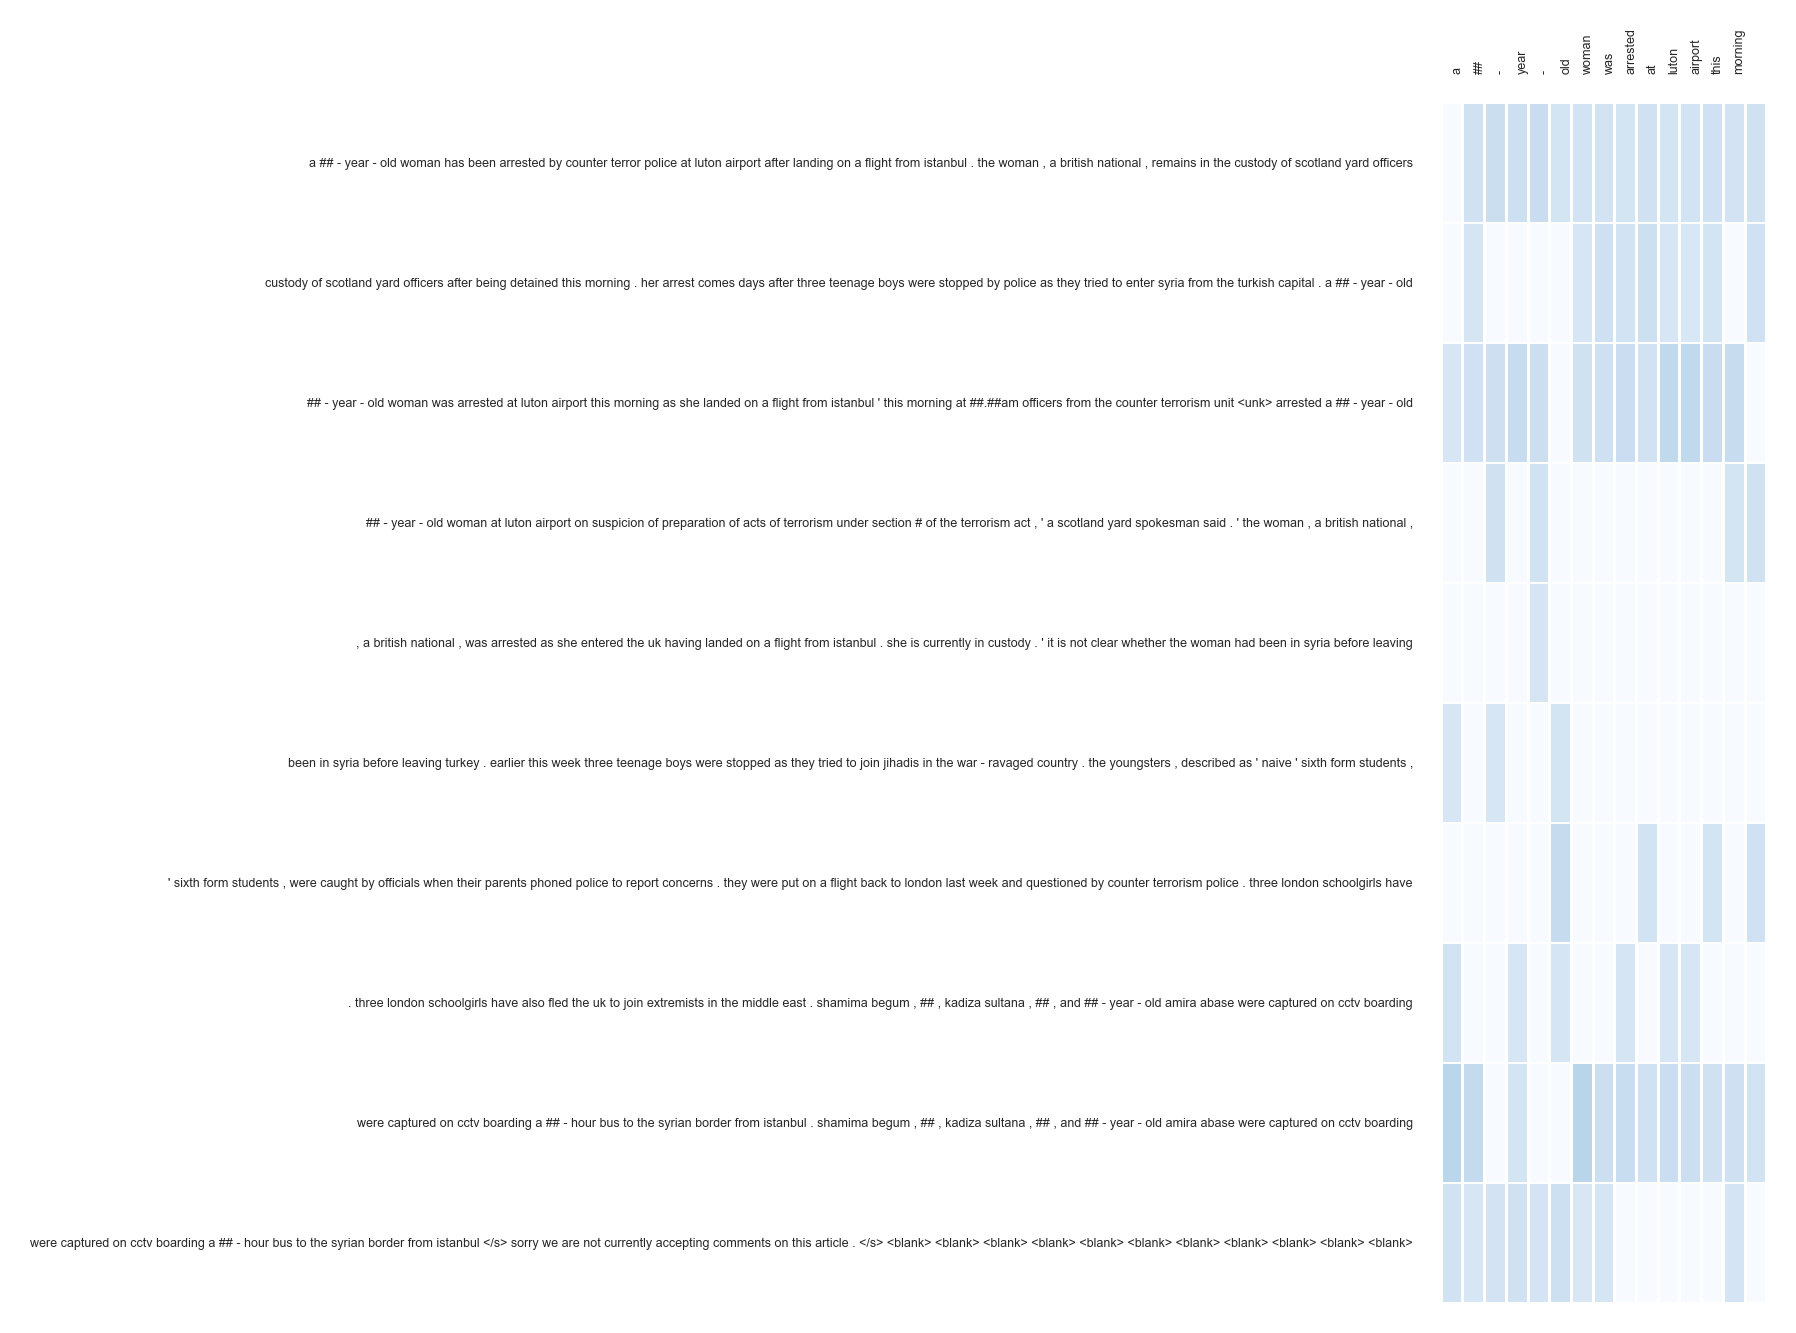 a ## - year - old woman was arrested at luton airport this morning
a ## - year - old woman has been arrested by counter terror police at luton airport after landing on a flight from istanbul . the woman , a british national , remains in the custody of scotland yard officers
custody of scotland yard officers after being detained this morning . her arrest comes days after three teenage boys were stopped by police as they tried to enter syria from the turkish capital . a ## - year - old
## - year - old woman was arrested at luton airport this morning as she landed on a flight from istanbul ' this morning at ##.##am officers from the counter terrorism unit <unk> arrested a ## - year - old
## - year - old woman at luton airport on suspicion of preparation of acts of terrorism under section # of the terrorism act , ' a scotland yard spokesman said . ' the woman , a british national ,
, a british national , was arrested as she entered the uk having landed on a flight from istanbul . she is currently in custody . ' it is not clear whether the woman had been in syria before leaving
been in syria before leaving turkey . earlier this week three teenage boys were stopped as they tried to join jihadis in the war - ravaged country . the youngsters , described as ' naive ' sixth form students ,
' sixth form students , were caught by officials when their parents phoned police to report concerns . they were put on a flight back to london last week and questioned by counter terrorism police . three london schoolgirls have
. three london schoolgirls have also fled the uk to join extremists in the middle east . shamima begum , ## , kadiza sultana , ## , and ## - year - old amira abase were captured on cctv boarding
were captured on cctv boarding a ## - hour bus to the syrian border from istanbul . shamima begum , ## , kadiza sultana , ## , and ## - year - old amira abase were captured on cctv boarding
were captured on cctv boarding a ## - hour bus to the syrian border from istanbul </s> sorry we are not currently accepting comments on this article . </s> <blank> <blank> <blank> <blank> <blank> <blank> <blank> <blank> <blank> <blank> <blank>